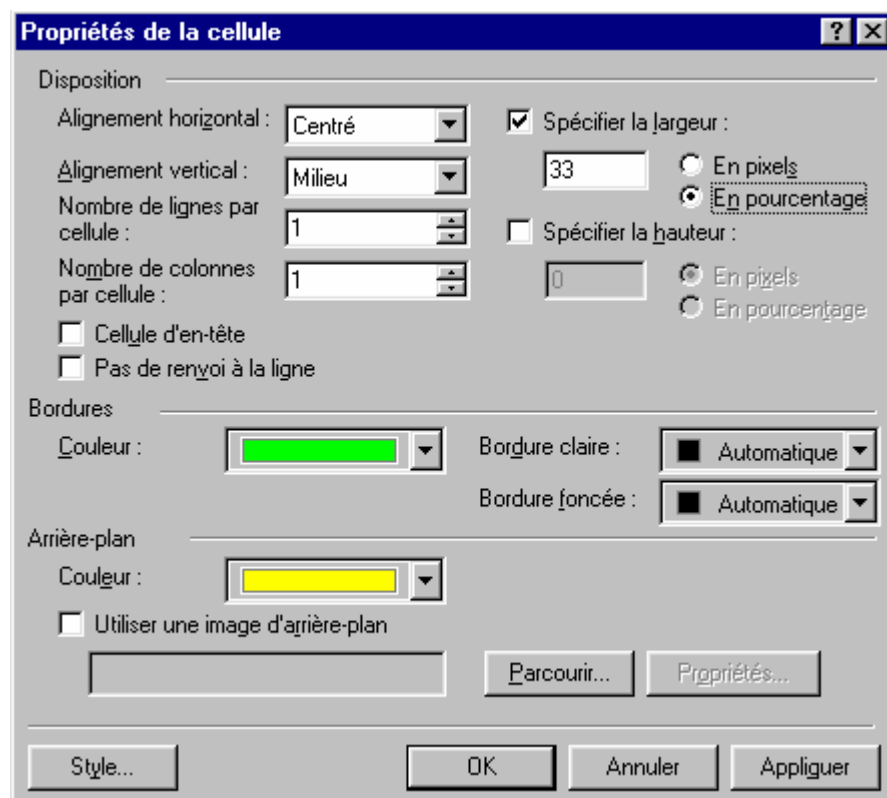 Propriétés de la cellule
Disposition
Alignement horizontal :
Centré
Spécifier la largeur :
Alignement vertical :
Milieu
33
En pixels
En pourcentage
Nombre de lignes par
cellule :
1
Spécifier la hauteur :
Nombre de colonnes
par cellule :
1
0
En pixels
En pourcentage
Cellule d'en-tête
Pas de renvoi à la ligne
Bordures
Couleur :
Bordure claire :
Automatique
Bordure foncée :
Automatique
Arrière-plan
Couleur :
Utiliser une image d'arrière-plan
Parcourir...
Propriétés...
Style...
OK
Annuler
Appliquer